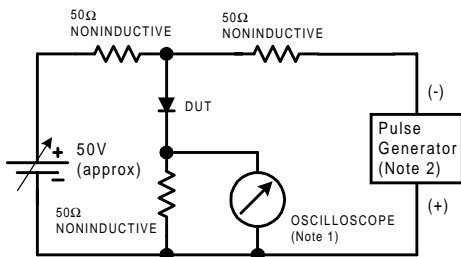 50Ω
NONINDUCTIVE
50Ω
NONINDUCTIVE
DUT
(-)
Pulse
Generator
(Note 2)
(+)
+
50V
(approx)
−
50Ω
NONINDUCTIVE
OSCILLOSCOPE
(Note 1)